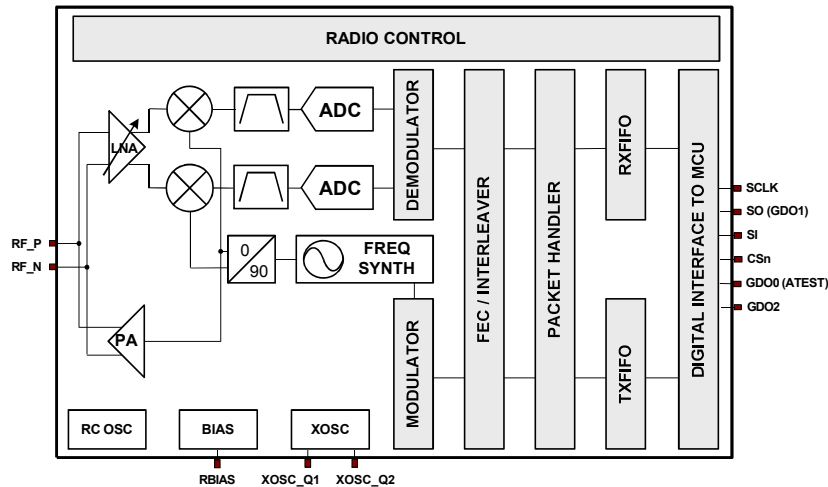 RADIO CONTROL
LNA
ADC
ADC
DEMODULATOR
FEC / INTERLEAVER
PACKET HANDLER
RXFIFO
DIGITAL INTERFACE TO MCU
SCLK
SO (GDO1)
SI
CSn
GDO0 (ATEST)
GDO2
RF_P
RF_N
0
90
FREQ
SYNTH
PA
MODULATOR
TXFIFO
RC OSC
BIAS
XOSC
RBIAS
XOSC_Q1
XOSC_Q2